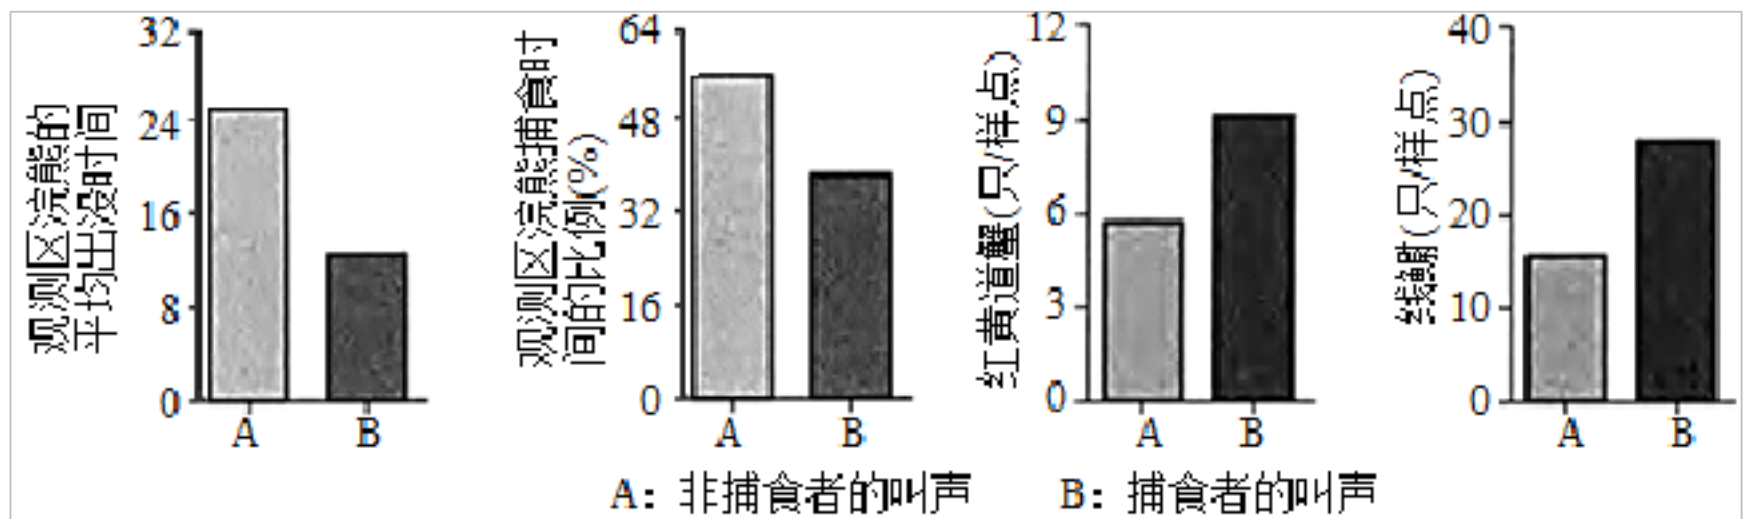 32
24
16
8
0
观测区浣熊的
平均出没时间
A B
64
48
32
16
0
观测区浣熊捕食时
间的比例(%)
A B
12
9
6
3
0
红黄道蟹(只/样点)
A B
40
30
20
10
0
线鳚(只/样点)
A B
A：非捕食者的叫声 B：捕食者的叫声